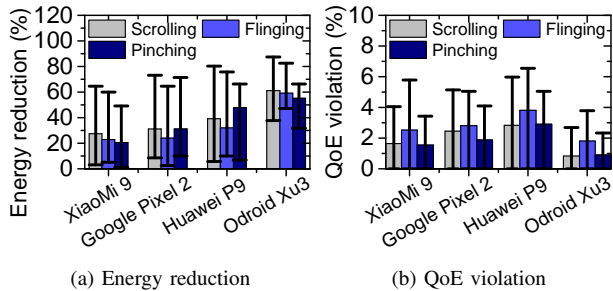 Energy reduction (%)
120
100
80
60
40
20
0
Scrolling
Flinging
Pinching
XiaoMi 9
Google Pixel 2
Huawei P9
Odroid Xu3
(a) Energy reduction
QoE violation (%)
10
8
6
4
2
0
Scrolling
Flinging
Pinching
XiaoMi 9
Google Pixel 2
Huawei P9
Odroid Xu3
(b) QoE violation